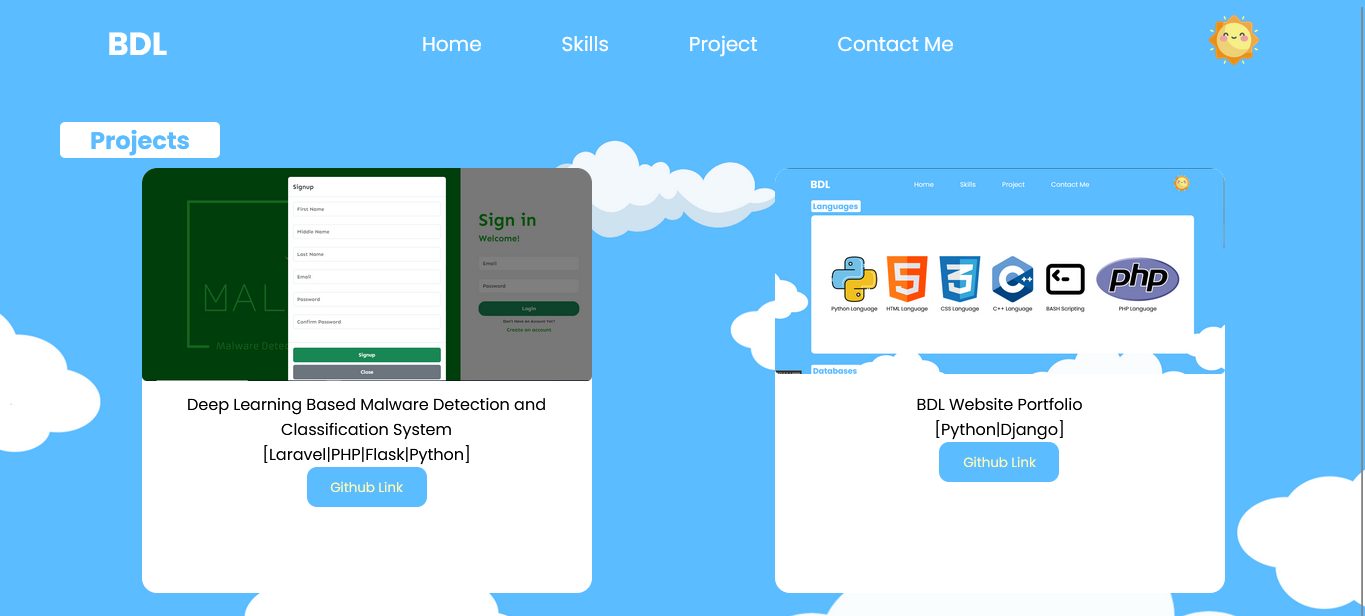 BDL
Home
Skills
Project
Contact Me
Projects
Signup
First Name
Middle Name
Last Name
Email
Password
Confirm Password
Signup
Close
MAL
Malware Detec
Sign in
Welcome!
Email
Password
Login
Don't Have An Account Yet?
Create an account
Deep Learning Based Malware Detection and
Classification System
[Laravel|PHP|Flask|Python]
Github Link
BDL
Home
Skills
Project
Contact Me
Languages
php
Python Language
HTML Language
CSS Language
C++ Language
BASH Scripting
PHP Language
Databases
BDL Website Portfolio
[Python|Django]
Github Link